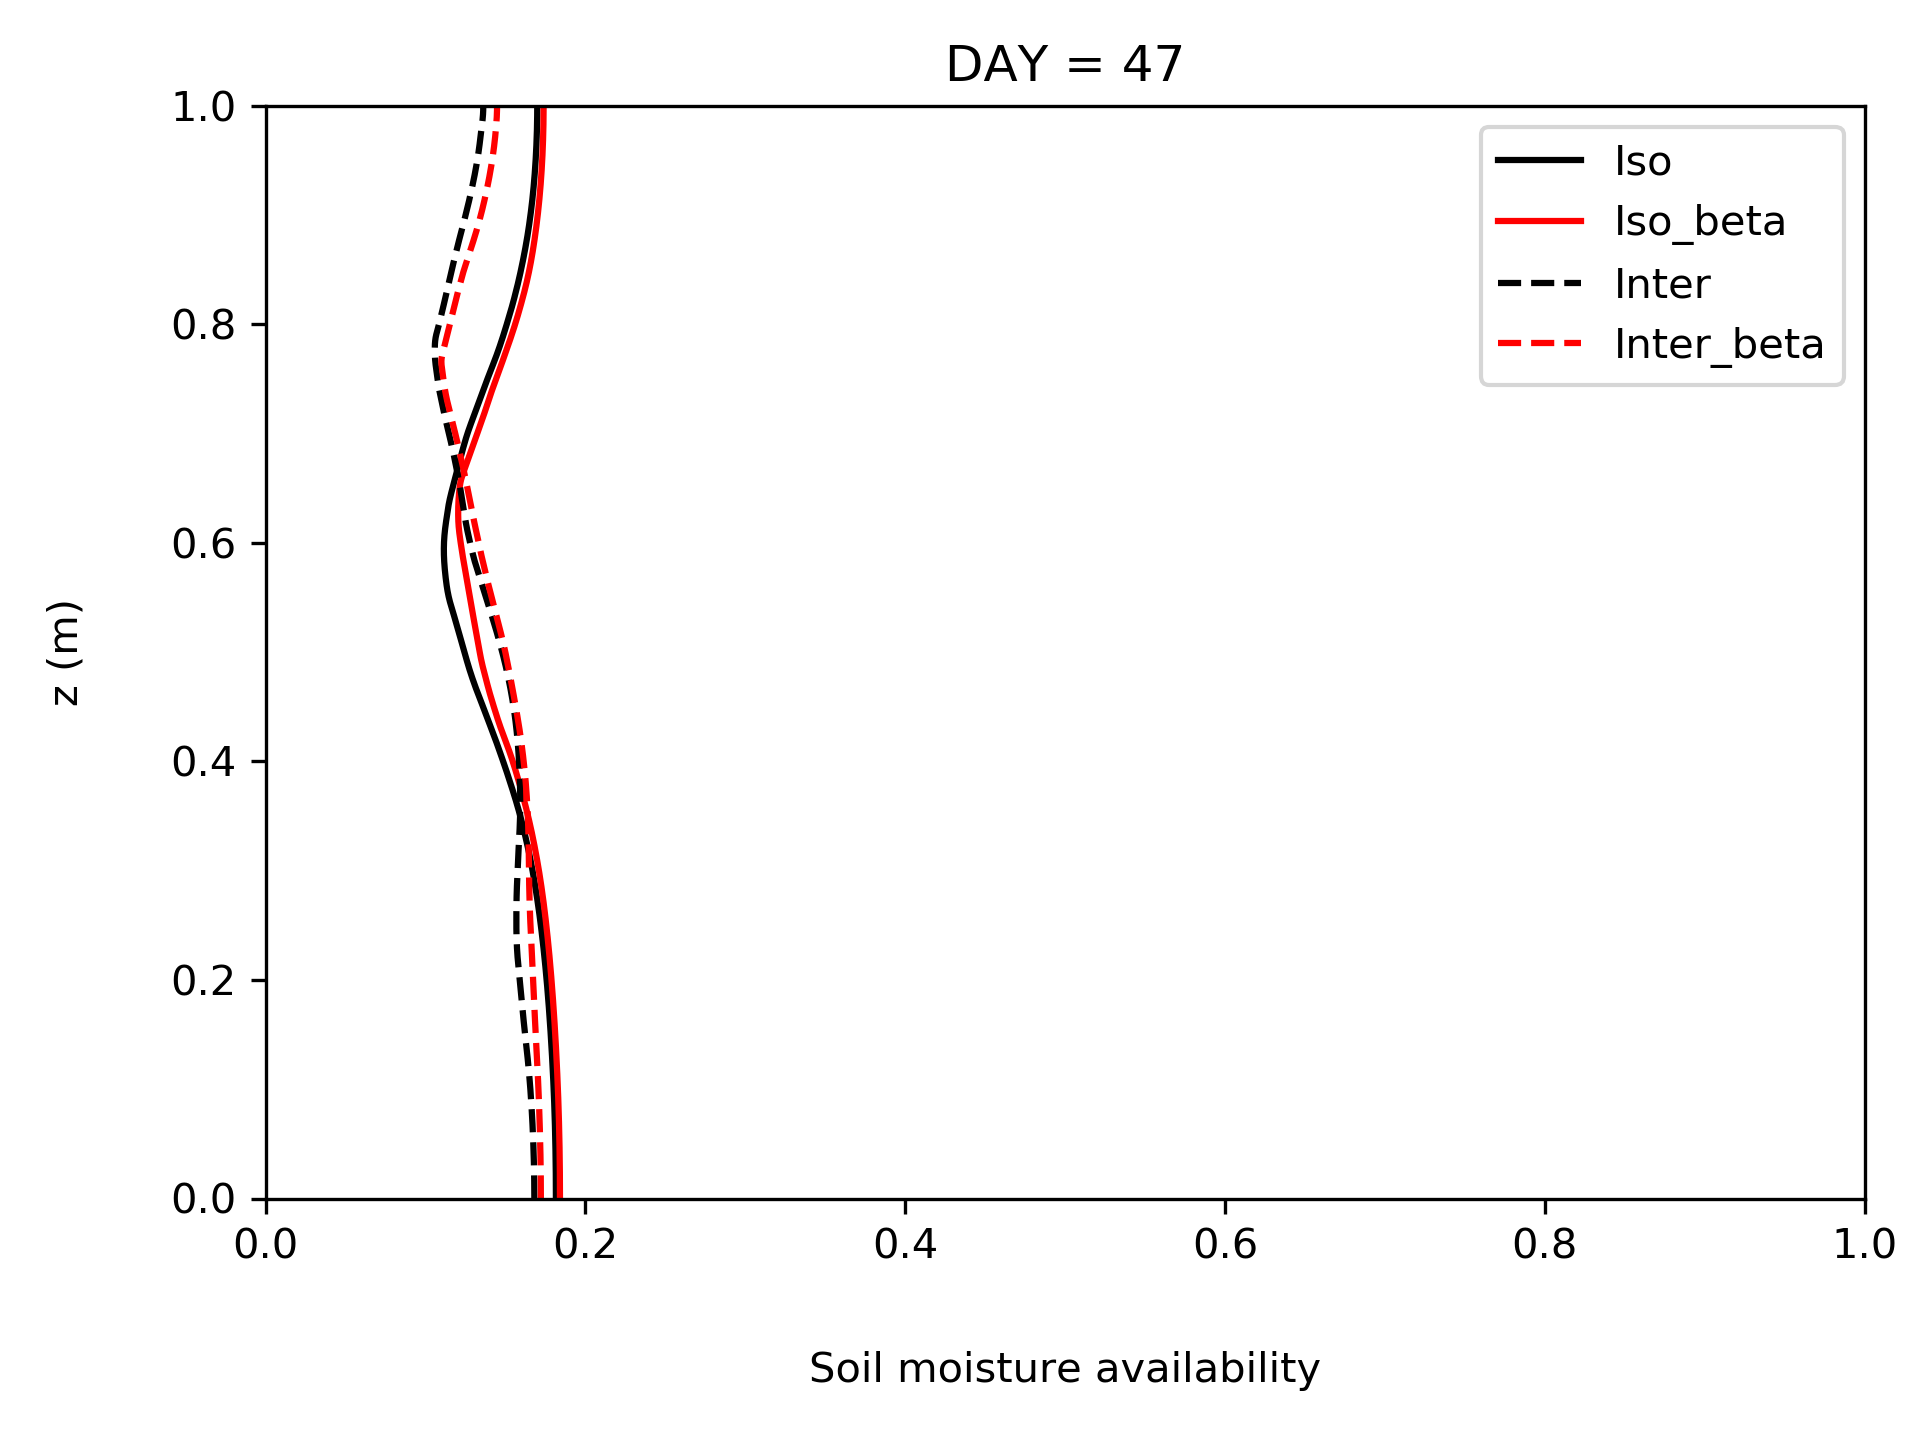 DAY = 47
1.0
0.8
0.6
0.4
0.2
0.0
z (m)
0.0 0.2 0.4 0.6 0.8 1.0
Soil moisture availability
Iso
Iso_beta
Inter
Inter_beta